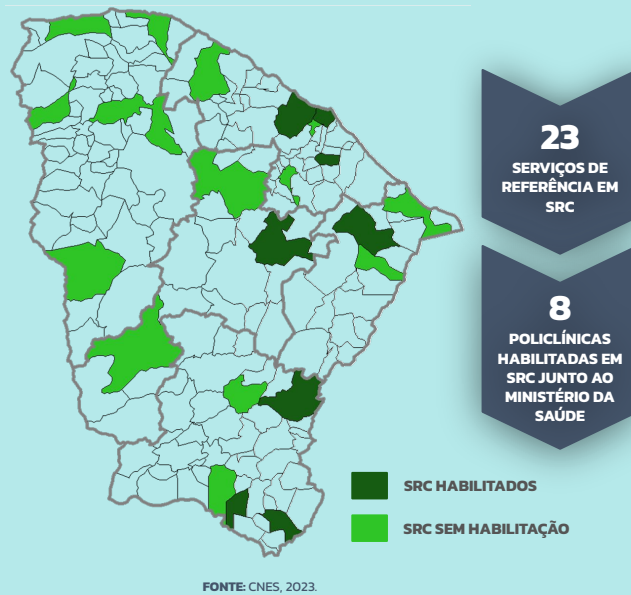 23
SERVIÇOS DE
REFERÊNCIA EM
SRC
8
POLICLÍNICAS
HABILITADAS EM
SRC JUNTO AO
MINISTÉRIO DA
SAÚDE
SRC HABILITADOS
SRC SEM HABILITAÇÃO
FONTE: CNES, 2023.